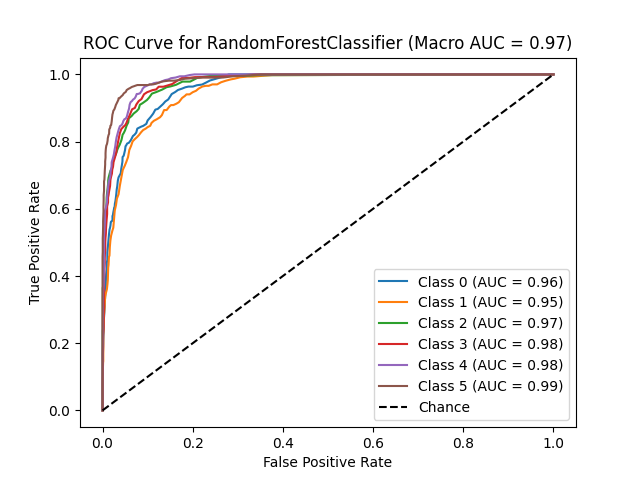 ROC Curve for RandomForestClassifier (Macro AUC = 0.97)
1.0
0.8
0.6
0.4
0.2
0.0
True Positive Rate
Class 0 (AUC = 0.96)
Class 1 (AUC = 0.95)
Class 2 (AUC = 0.97)
Class 3 (AUC = 0.98)
Class 4 (AUC = 0.98)
Class 5 (AUC = 0.99)
Chance
0.0 0.2 0.4 0.6 0.8 1.0
False Positive Rate